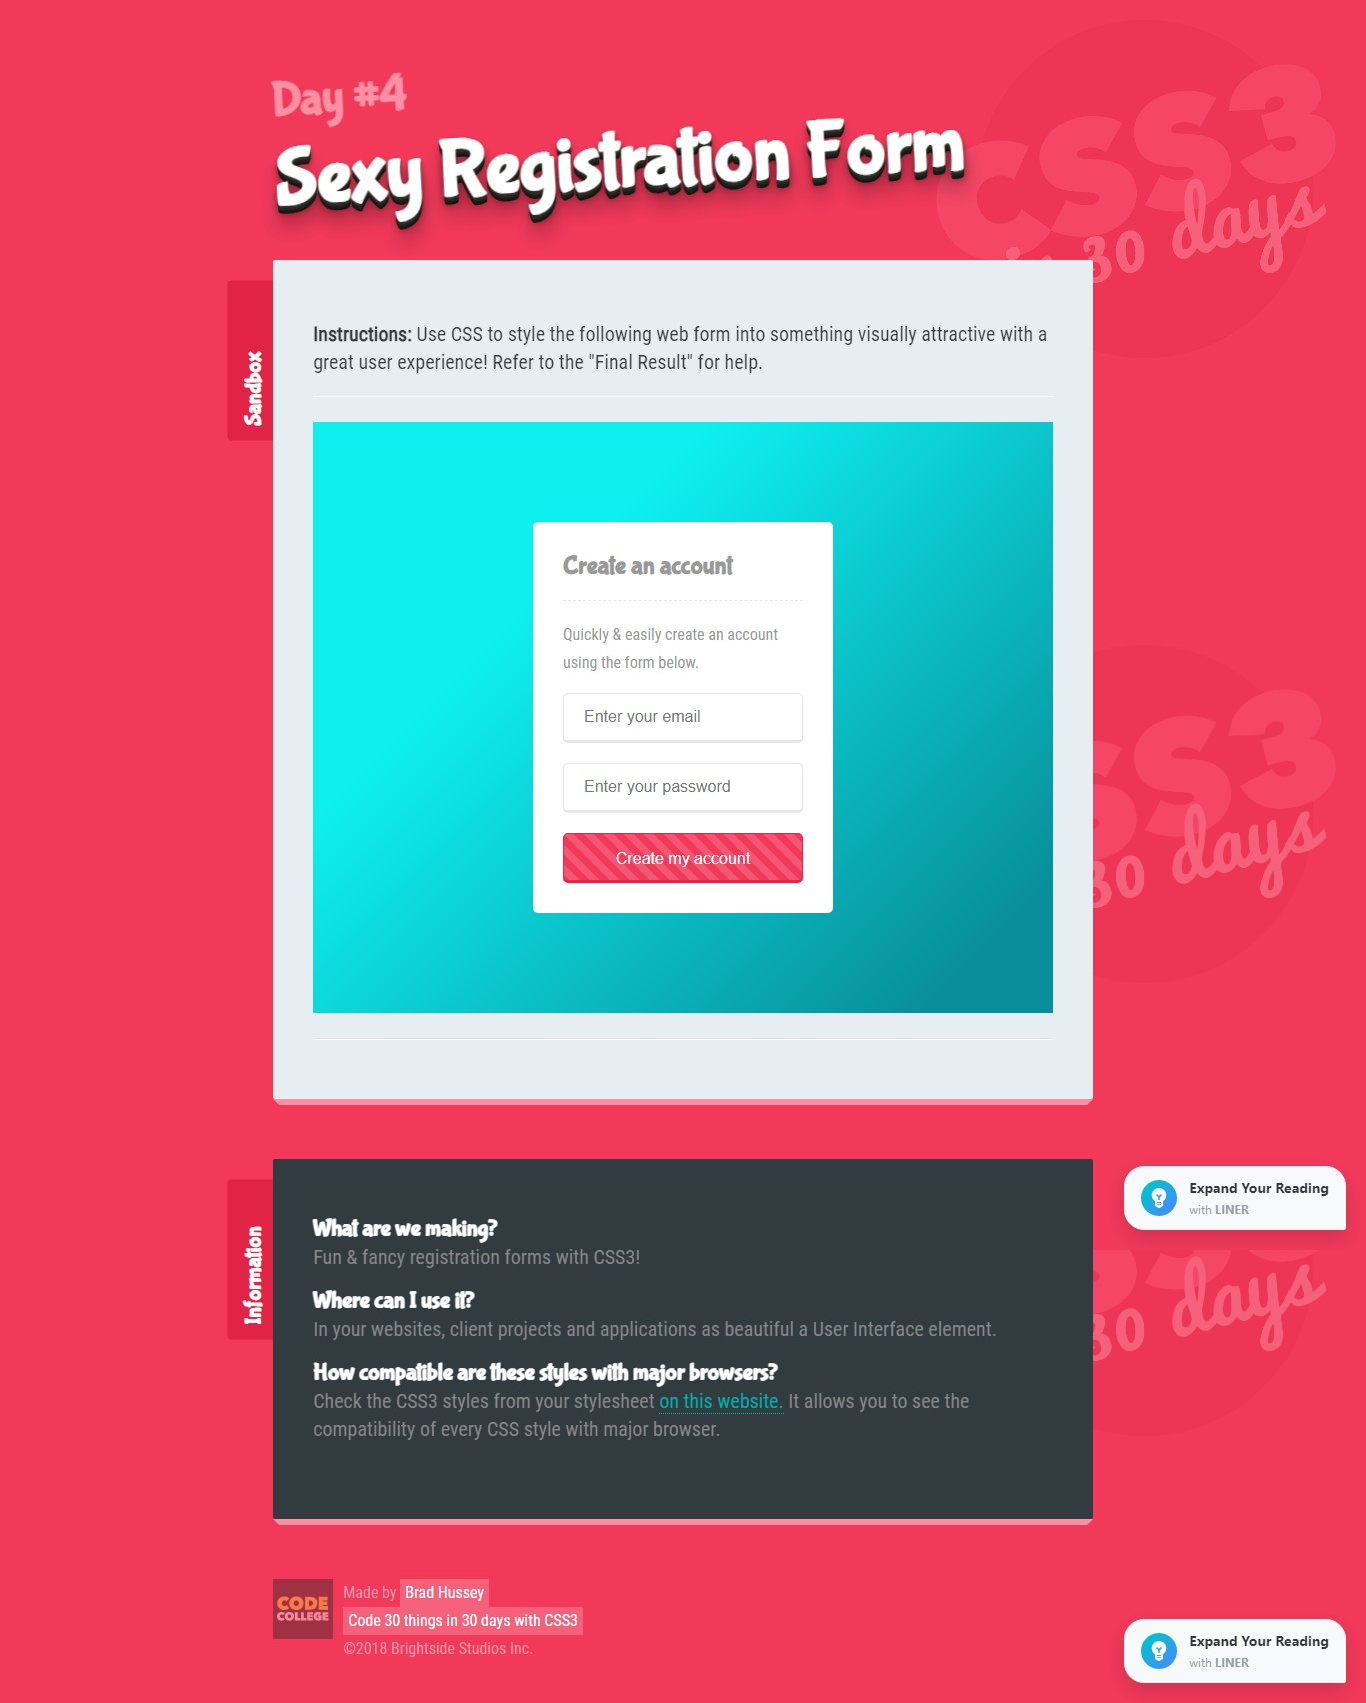 Day #4
Sexy Registration Form
CSS3
30 days
Sandbox
Instructions: Use CSS to style the following web form into something visually attractive with a
great user experience! Refer to the "Final Result" for help.
Create an account
Quickly & easily create an account
using the form below.
Enter your email
Enter your password
Create my account
SS3
30 days
Information
What are we making?
Fun & fancy registration forms with CSS3!
Where can I use it?
In your websites, client projects and applications as beautiful a User Interface element.
How compatible are these styles with major browsers?
Check the CSS3 styles from your stylesheet on this website. It allows you to see the
compatibility of every CSS style with major browser.
Expand Your Reading
with LINER
30 days
CODE
COLLEGE
Made by Brad Hussey
Code 30 things in 30 days with CSS3
©2018 Brightside Studios Inc.
Expand Your Reading
with LINER